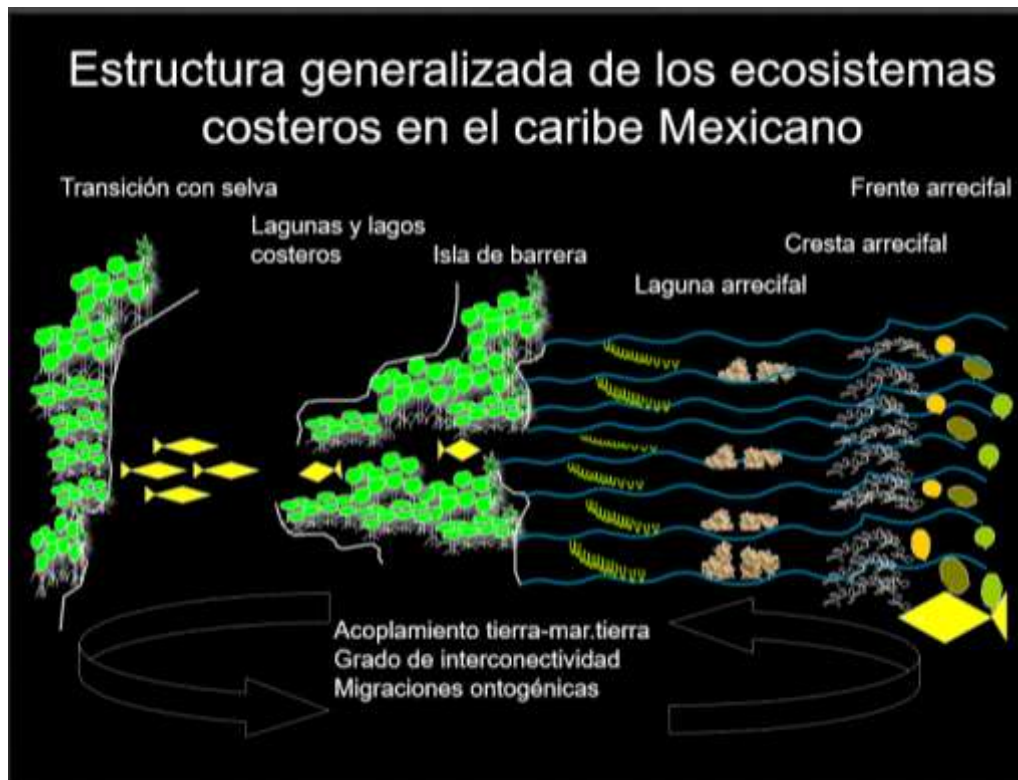 Estructura generalizada de los ecosistemas
costeros en el caribe Mexicano
Transición con selva
Frente arrecifal
Lagunas y lagos
costeros
Isla de barrera
Cresta arrecifal
Laguna arrecifal
Acoplamiento tierra-mar.tierra
Grado de interconectividad
Migraciones ontogénicas